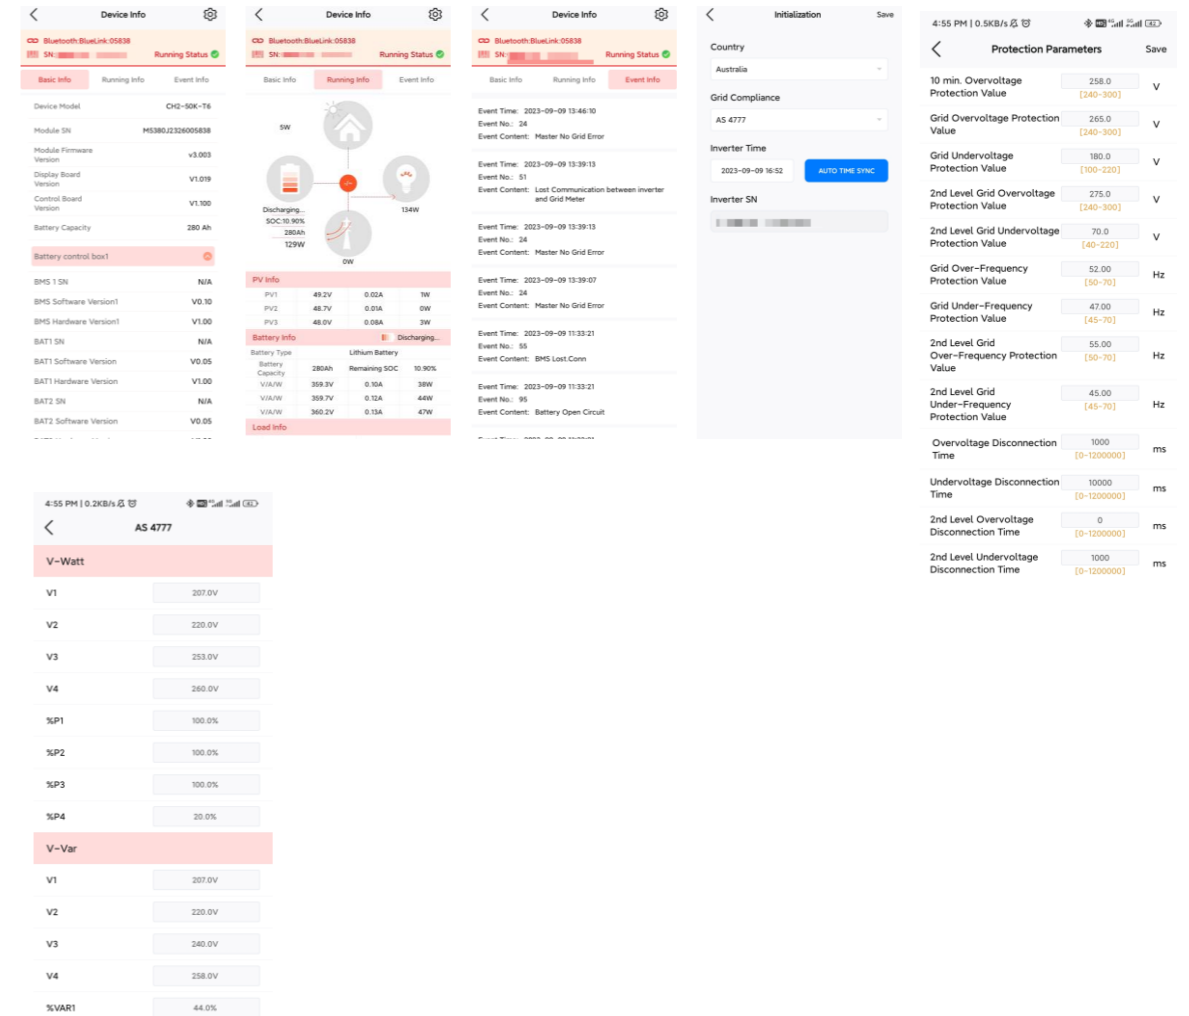 Device Info
Bluetooth:BlueLink:05838
SN:
Running Status
Basic Info
Running Info
Event Info
Device Model CH2-50K-T6
Module SN M5380J2326005838
Module Firmware Version v3.003
Display Board Version V1.019
Control Board Version V1.100
Battery Capacity 280 Ah
Battery control box1
BMS 1 SN N/A
BMS Software Version1 V0.10
BMS Hardware Version1 V1.00
BAT1 SN N/A
BAT1 Software Version V0.05
BAT1 Hardware Version V1.00
BAT2 SN N/A
BAT2 Software Version V0.05
Device Info
Bluetooth:BlueLink:05838
SN:
Running Status
Basic Info
Running Info
Event Info
5W
Discharging...
SOC:10.90%
280Ah
129W
134W
0W
PV Info
PV1 49.2V 0.02A 1W
PV2 48.7V 0.01A 0W
PV3 48.0V 0.08A 3W
Battery Info Discharging...
Battery Type Lithium Battery
Battery Capacity 280Ah Remaining SOC 10.90%
V/A/W 359.3V 0.10A 38W
V/A/W 359.7V 0.12A 44W
V/A/W 360.2V 0.13A 47W
Load Info
Device Info
Bluetooth:BlueLink:05838
SN:
Running Status
Basic Info
Running Info
Event Info
Event Time: 2023-09-09 13:46:10
Event No.: 24
Event Content: Master No Grid Error
Event Time: 2023-09-09 13:39:13
Event No.: 51
Event Content: Lost Communication between inverter
and Grid Meter
Event Time: 2023-09-09 13:39:13
Event No.: 24
Event Content: Master No Grid Error
Event Time: 2023-09-09 13:39:07
Event No.: 24
Event Content: Master No Grid Error
Event Time: 2023-09-09 11:33:21
Event No.: 55
Event Content: BMS Lost.Conn
Event Time: 2023-09-09 11:33:21
Event No.: 95
Event Content: Battery Open Circuit
Initialization
Save
Country
Australia
Grid Compliance
AS 4777
Inverter Time
2023-09-09 16:52
AUTO TIME SYNC
Inverter SN
4:55 PM | 0.5KB/s
Protection Parameters
Save
10 min. Overvoltage
Protection Value
258.0
[240-300]
V
Grid Overvoltage Protection
Value
265.0
[240-300]
V
Grid Undervoltage
Protection Value
180.0
[100-220]
V
2nd Level Grid Overvoltage
Protection Value
275.0
[240-300]
V
2nd Level Grid Undervoltage
Protection Value
70.0
[40-220]
V
Grid Over-Frequency
Protection Value
52.00
[50-70]
Hz
Grid Under-Frequency
Protection Value
47.00
[45-70]
Hz
2nd Level Grid
Over-Frequency Protection
Value
55.00
[50-70]
Hz
2nd Level Grid
Under-Frequency
Protection Value
45.00
[45-70]
Hz
Overvoltage Disconnection
Time
1000
[0-1200000]
ms
Undervoltage Disconnection
Time
10000
[0-1200000]
ms
2nd Level Overvoltage
Disconnection Time
0
[0-1200000]
ms
2nd Level Undervoltage
Disconnection Time
1000
[0-1200000]
ms
4:55 PM | 0.2KB/s
AS 4777
V-Watt
V1 207.0V
V2 220.0V
V3 253.0V
V4 260.0V
%P1 100.0%
%P2 100.0%
%P3 100.0%
%P4 20.0%
V-Var
V1 207.0V
V2 220.0V
V3 240.0V
V4 258.0V
%VAR1 44.0%